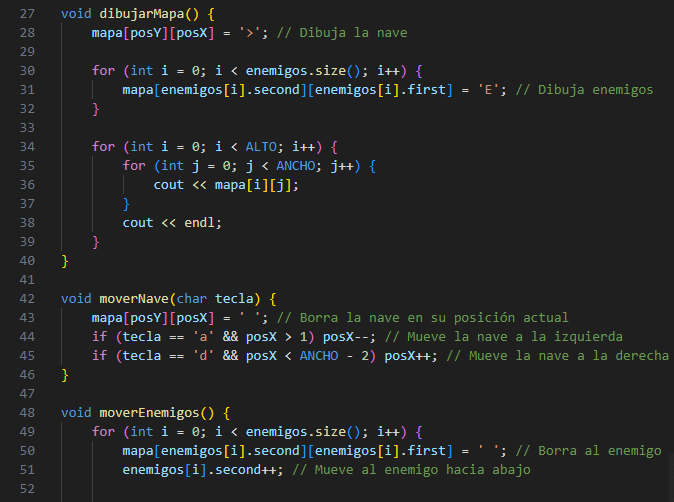 27 void dibujarMapa() {
28     mapa[posY][posX] = '>'; // Dibuja la nave
29
30     for (int i = 0; i < enemigos.size(); i++) {
31         mapa[enemigos[i].second][enemigos[i].first] = 'E'; // Dibuja enemigos
32     }
33
34     for (int i = 0; i < ALTO; i++) {
35         for (int j = 0; j < ANCHO; j++) {
36             cout << mapa[i][j];
37         }
38         cout << endl;
39     }
40 }
41
42 void moverNave(char tecla) {
43     mapa[posY][posX] = ' '; // Borra la nave en su posición actual
44     if (tecla == 'a' && posX > 1) posX--; // Mueve la nave a la izquierda
45     if (tecla == 'd' && posX < ANCHO - 2) posX++; // Mueve la nave a la derecha
46 }
47
48 void moverEnemigos() {
49     for (int i = 0; i < enemigos.size(); i++) {
50         mapa[enemigos[i].second][enemigos[i].first] = ' '; // Borra al enemigo
51         enemigos[i].second++; // Mueve al enemigo hacia abajo
52